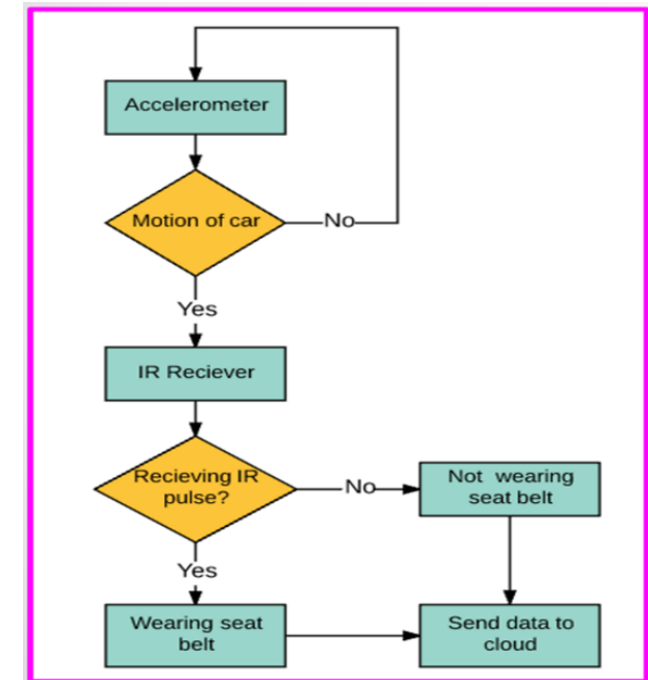 Accelerometer
Motion of car
No
Yes
IR Reciever
Recieving IR
pulse?
No
Not wearing
seat belt
Yes
Wearing seat
belt
Send data to
cloud